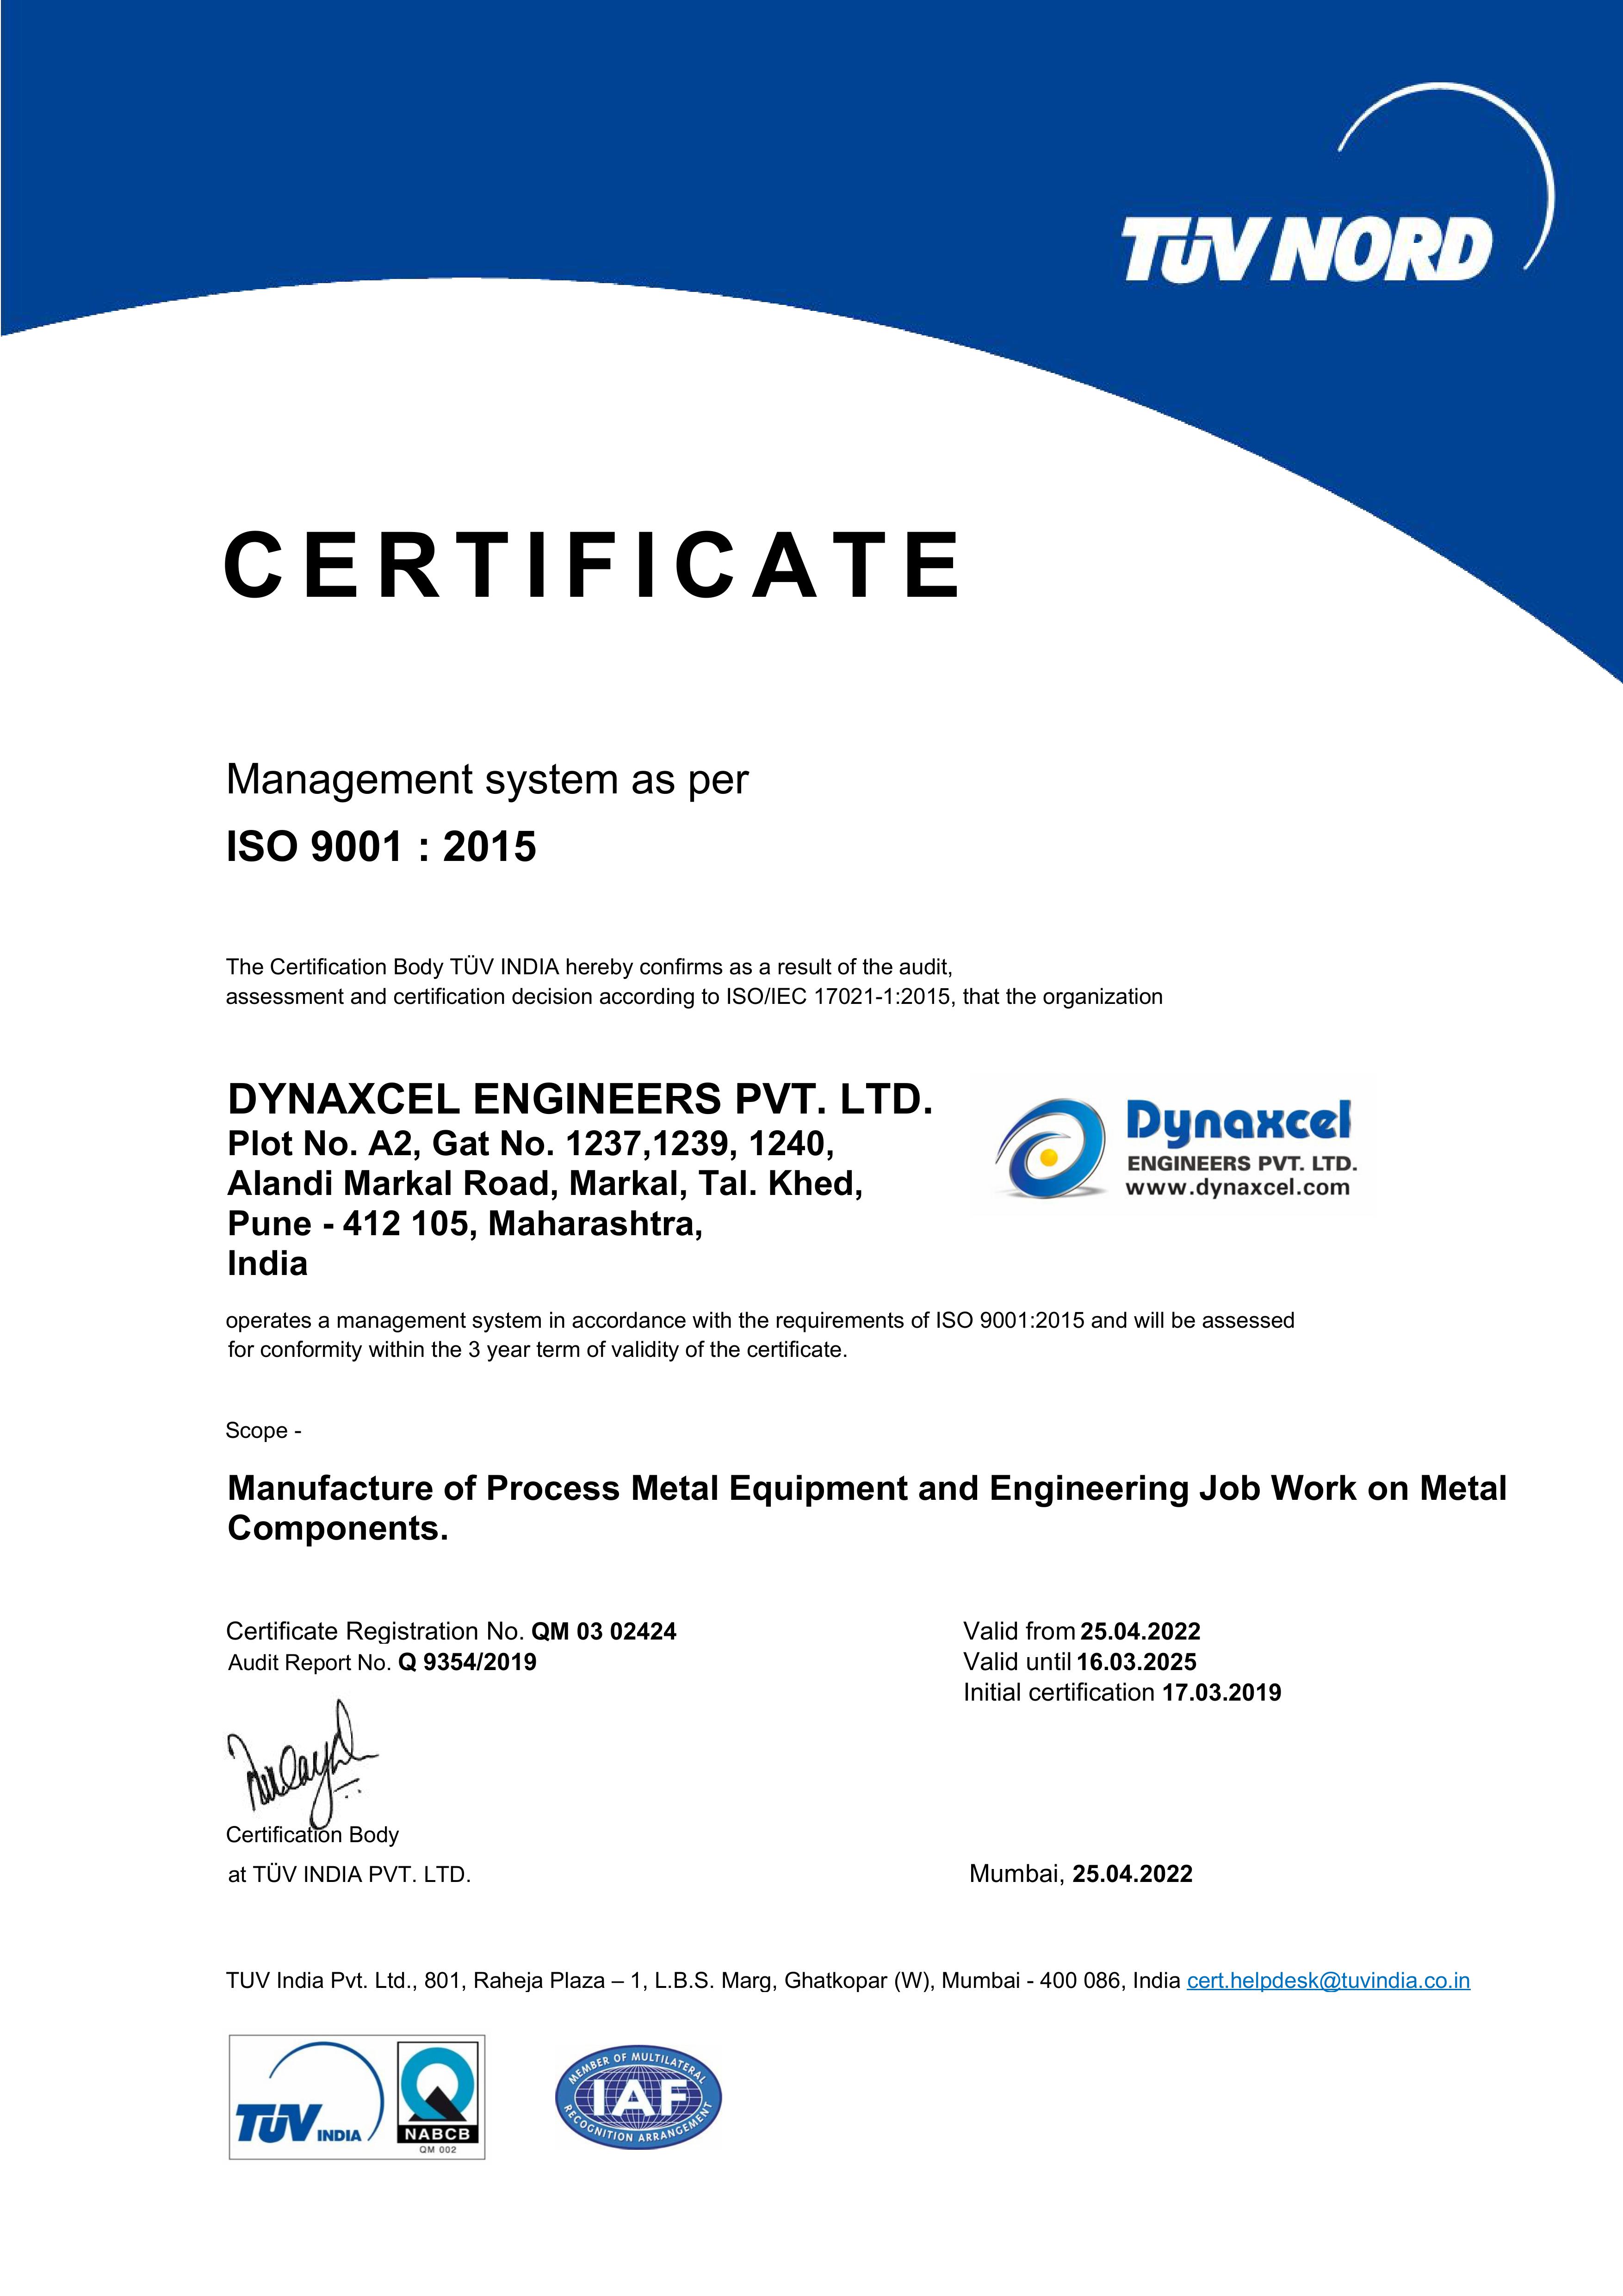 TÜV NORD
CERTIFICATE
Management system as per
ISO 9001 : 2015
The Certification Body TÜV INDIA hereby confirms as a result of the audit,
assessment and certification decision according to ISO/IEC 17021-1:2015, that the organization
DYNAXCEL ENGINEERS PVT. LTD.
Plot No. A2, Gat No. 1237,1239, 1240,
Alandi Markal Road, Markal, Tal. Khed,
Pune - 412 105, Maharashtra,
India
Dynaxcel
ENGINEERS PVT. LTD.
www.dynaxcel.com
operates a management system in accordance with the requirements of ISO 9001:2015 and will be assessed
for conformity within the 3 year term of validity of the certificate.
Scope -
Manufacture of Process Metal Equipment and Engineering Job Work on Metal
Components.
Certificate Registration No. QM 03 02424
Audit Report No. Q 9354/2019
Valid from 25.04.2022
Valid until 16.03.2025
Initial certification 17.03.2019
Certification Body
at TÜV INDIA PVT. LTD.
Mumbai, 25.04.2022
TUV India Pvt. Ltd., 801, Raheja Plaza – 1, L.B.S. Marg, Ghatkopar (W), Mumbai - 400 086, India cert.helpdesk@tuvindia.co.in
TÜV INDIA
NABCB
QM 002
MEMBER OF MULTILATERAL
IAF
RECOGNITION ARRANGEMENT